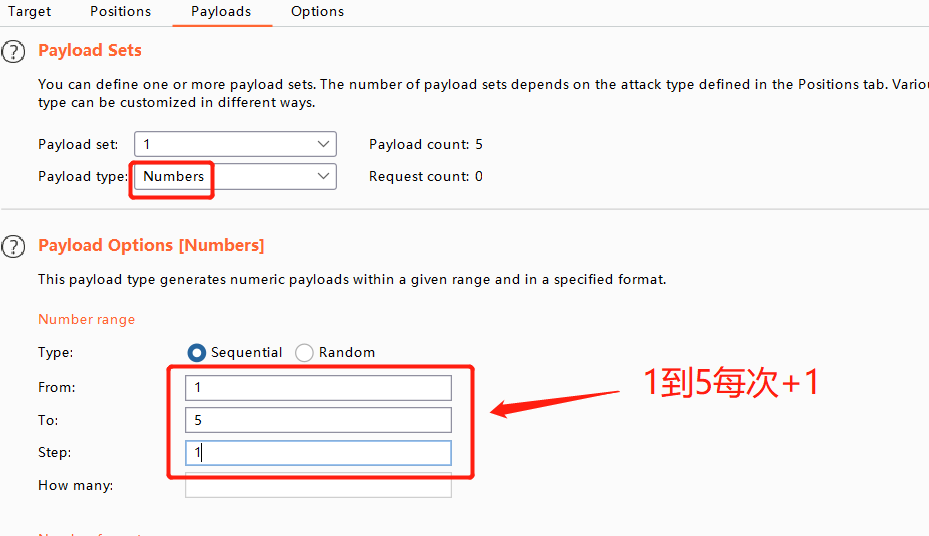 Target Positions Payloads Options
Payload Sets
You can define one or more payload sets. The number of payload sets depends on the attack type defined in the Positions tab. Variou
type can be customized in different ways.
Payload set: 1 Payload count: 5
Payload type: Numbers Request count: 0
Payload Options [Numbers]
This payload type generates numeric payloads within a given range and in a specified format.
Number range
Type: Sequential Random
From: 1
1到5每次+1
To: 5
Step: 1
How many: